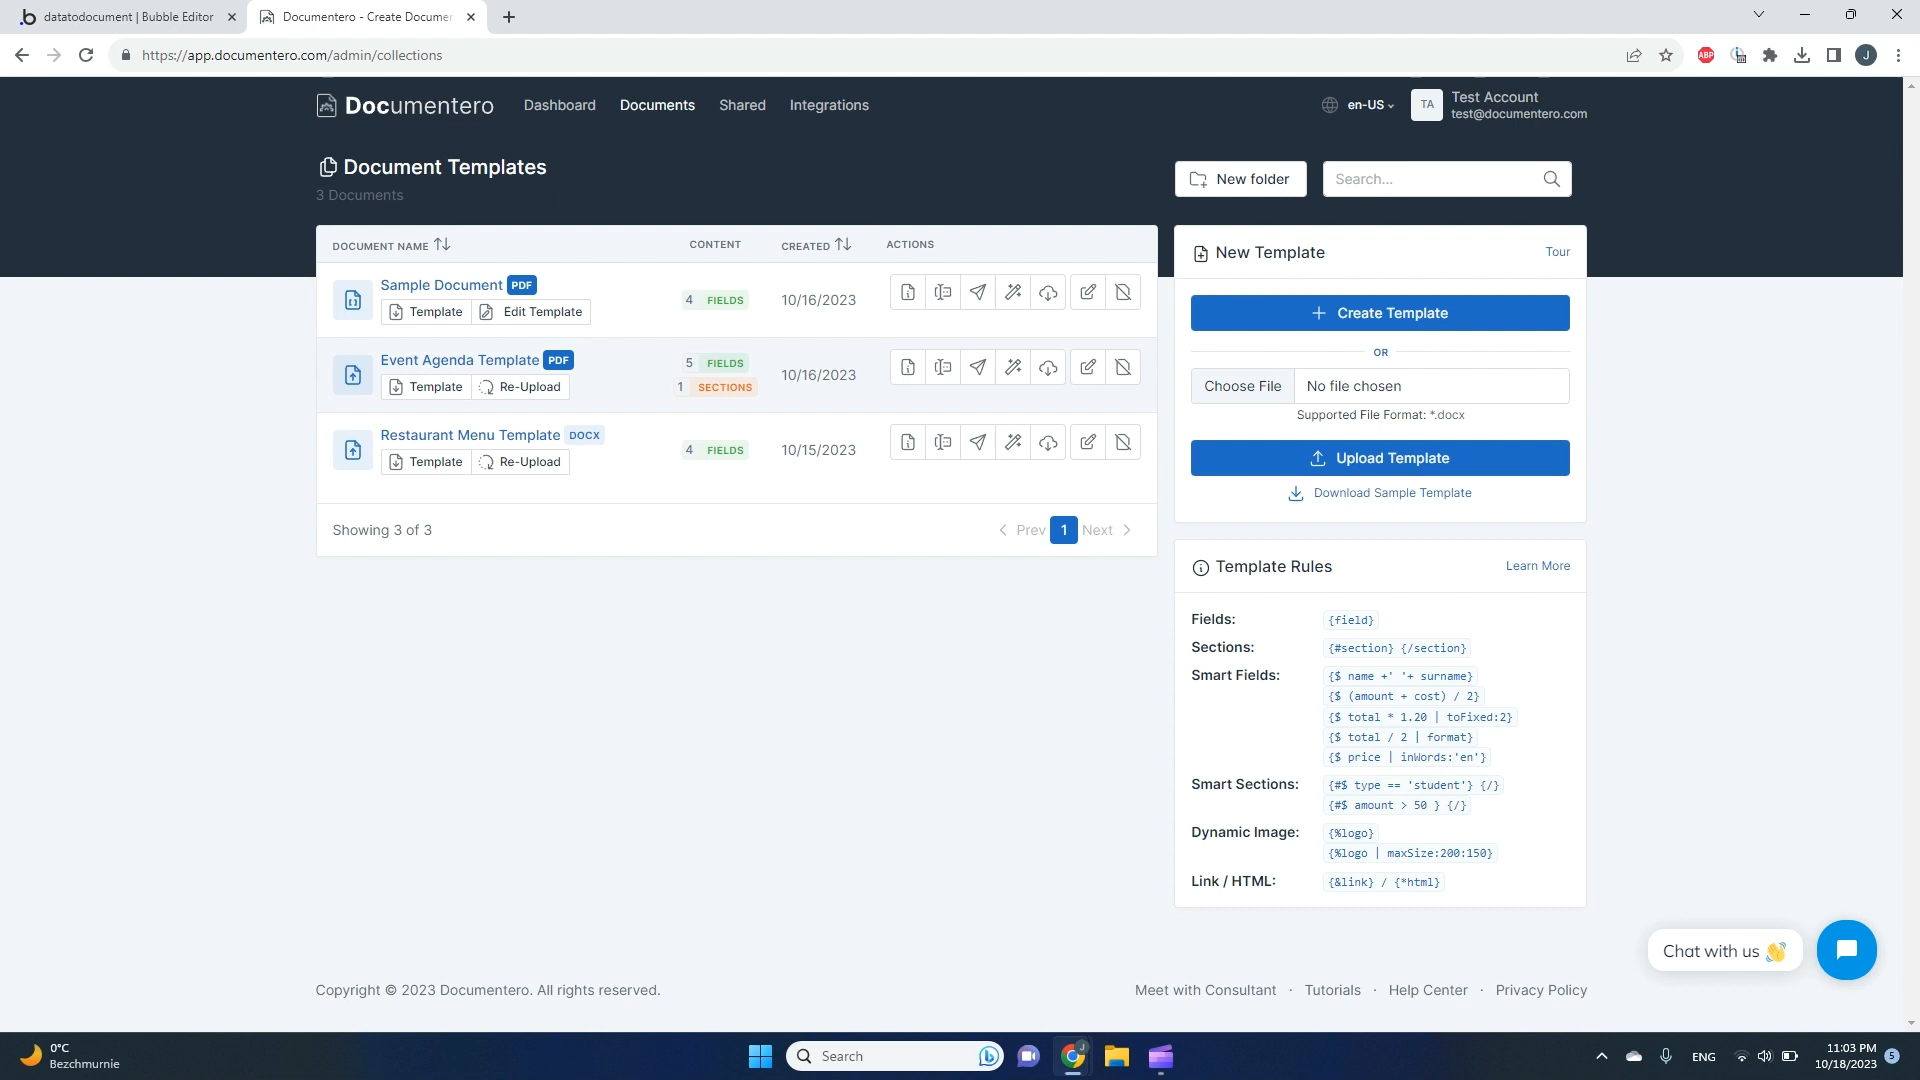 datatodocument | Bubble Editor
Documentero - Create Documen
https://app.documentero.com/admin/collections
ABP
J
Documentero
Dashboard
Documents
Shared
Integrations
en-US
TA
Test Account
test@documentero.com
Document Templates
3 Documents
New folder
Search...
DOCUMENT NAME
CONTENT
CREATED
ACTIONS
Sample Document PDF
Template
Edit Template
4 FIELDS
10/16/2023
Event Agenda Template PDF
Template
Re-Upload
5 FIELDS
1 SECTIONS
10/16/2023
Restaurant Menu Template DOCX
Template
Re-Upload
4 FIELDS
10/15/2023
Showing 3 of 3
Prev 1 Next
New Template
Tour
Create Template
OR
Choose File No file chosen
Supported File Format: *.docx
Upload Template
Download Sample Template
Template Rules
Learn More
Fields: {field}
Sections: {#section} {/section}
Smart Fields: {$ name +' '+ surname}
{$ (amount + cost) / 2}
{$ total * 1.20 | toFixed:2}
{$ total / 2 | format}
{$ price | inWords:'en'}
Smart Sections: {#$ type == 'student'} {/}
{#$ amount > 50 } {/}
Dynamic Image: {%logo}
{%logo | maxSize:200:150}
Link / HTML: {&link} / {*html}
Chat with us 👋
Copyright © 2023 Documentero. All rights reserved.
Meet with Consultant · Tutorials · Help Center · Privacy Policy
0°C
Bezchmurnie
Search
J
ENG
11:03 PM
10/18/2023
5